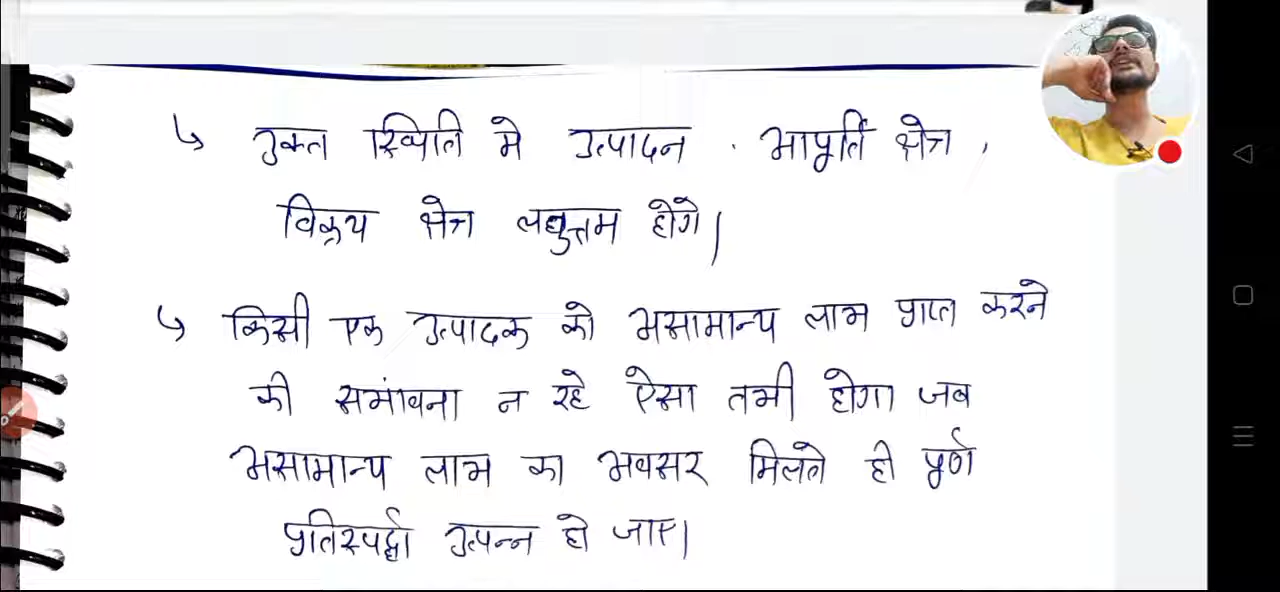 ↳ उक्त स्थिति मे उत्पादन . आपूर्ति क्षेत्र ,
विक्रय क्षेत्र लघुत्तम होगे।
↳ किसी एक उत्पादक को असामान्य लाभ प्राप्त करने
की समांवना न रहे ऐसा तभी होगा जब
असामान्य लाभ का अवसर मिलते ही पूर्ण
प्रतिस्पर्द्धा उत्पन्न हो जाए।